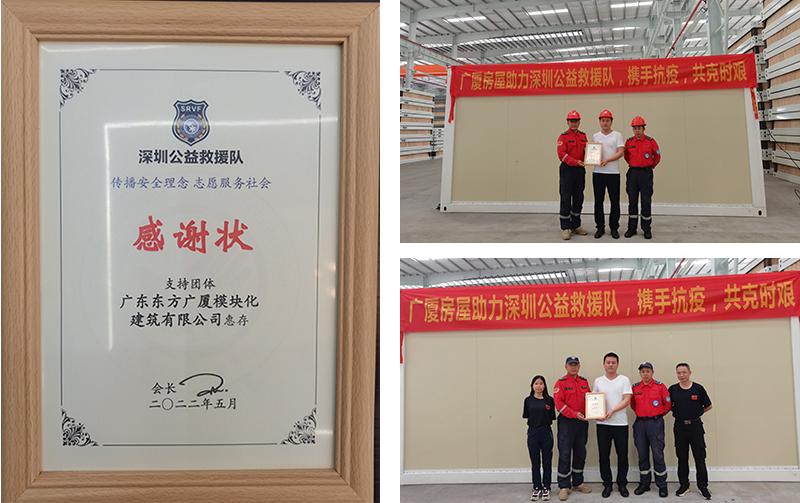 SRVF
深圳公益救援队
传播安全理念 志愿服务社会
感谢状
支持团体
广东东方广厦模块化
建筑有限公司惠存
会长
二〇二二年五月
广厦房屋助力深圳公益救援队，携手抗疫，共克时艰
广厦房屋助力深圳公益救援队，携手抗疫，共克时艰